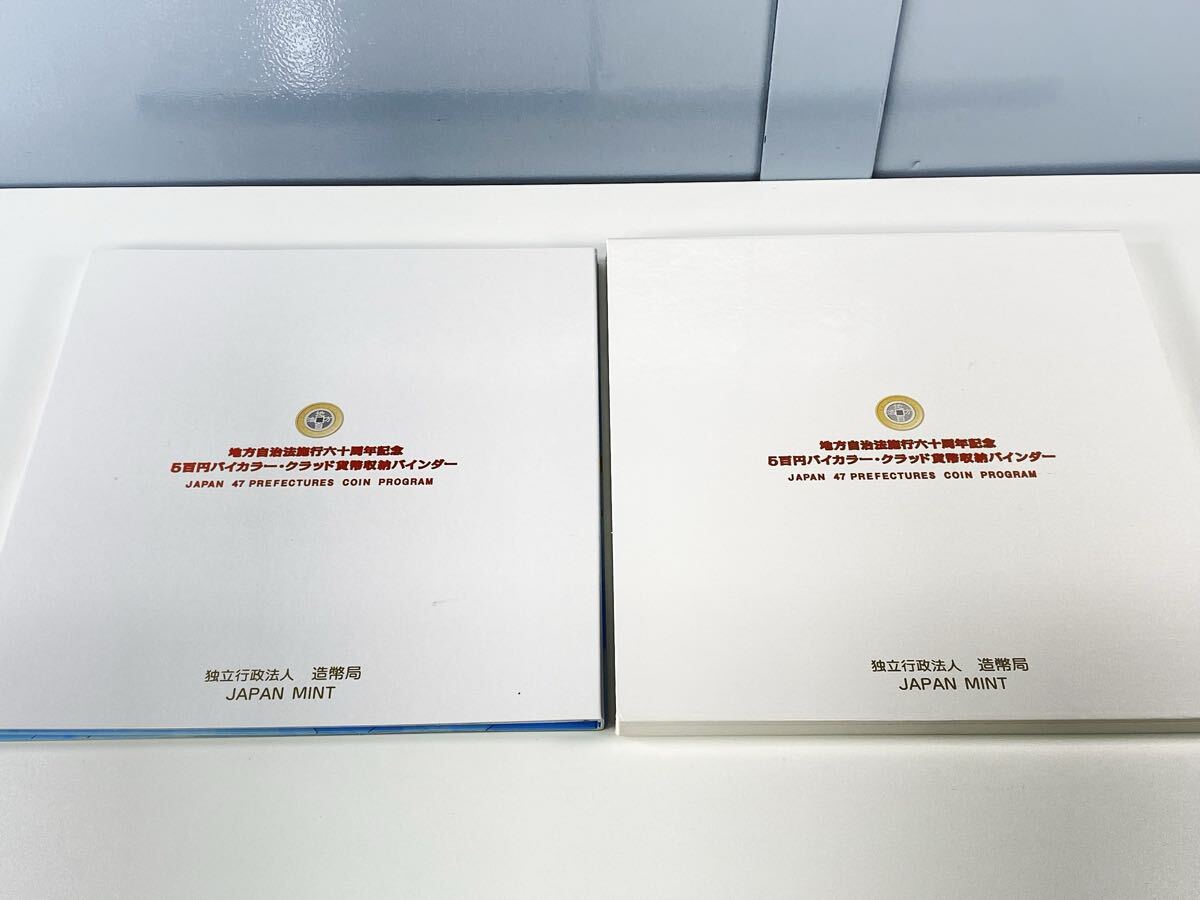 地方自治法施行六十周年記念
5百円バイカラー・クラッド貨幣収納バインダー
JAPAN 47 PREFECTURES COIN PROGRAM
独立行政法人 造幣局
JAPAN MINT
地方自治法施行六十周年記念
5百円バイカラー・クラッド貨幣収納バインダー
JAPAN 47 PREFECTURES COIN PROGRAM
独立行政法人 造幣局
JAPAN MINT